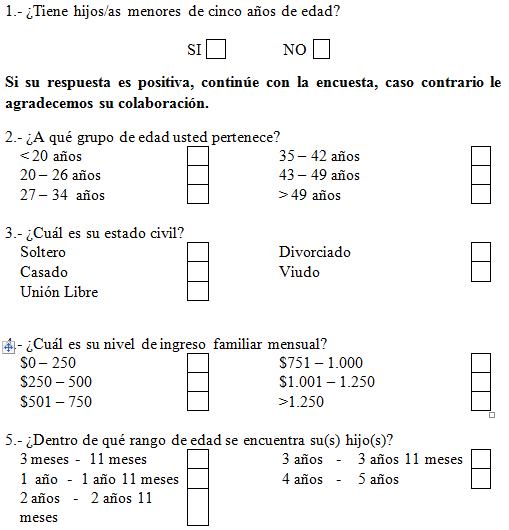 1.- ¿Tiene hijos/as menores de cinco años de edad?
SI NO
Si su respuesta es positiva, continúe con la encuesta, caso contrario le
agradecemos su colaboración.
2.- ¿A qué grupo de edad usted pertenece?
<20 años 35 – 42 años
20 – 26 años 43 – 49 años
27 – 34 años >49 años
3.- ¿Cuál es su estado civil?
Soltero Divorciado
Casado Viudo
Unión Libre
4.- ¿Cuál es su nivel de ingreso familiar mensual?
$0 – 250 $751 – 1.000
$250 – 500 $1.001 – 1.250
$501 – 750 >1.250
5.- ¿Dentro de qué rango de edad se encuentra su(s) hijo(s)?
3 meses - 11 meses 3 años - 3 años 11 meses
1 año - 1 año 11 meses 4 años - 5 años
2 años - 2 años 11
meses